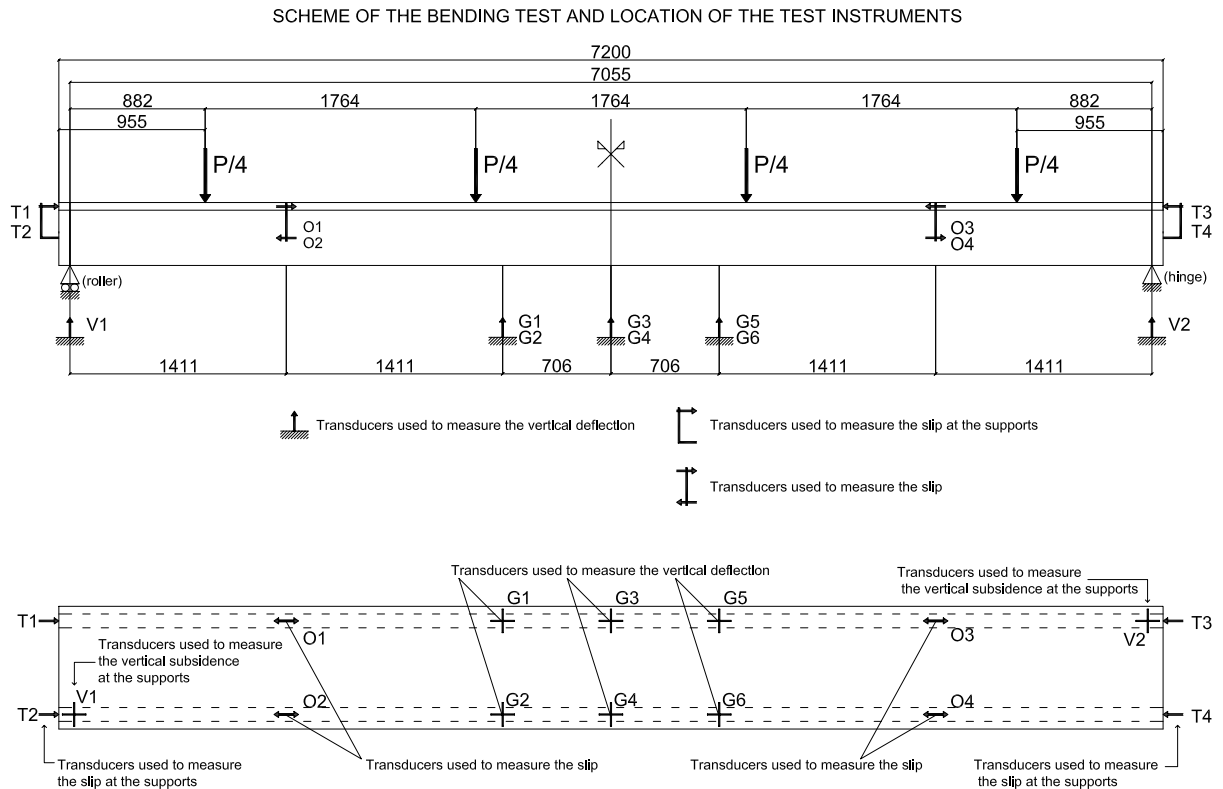 SCHEME OF THE BENDING TEST AND LOCATION OF THE TEST INSTRUMENTS
7200
7055
882 1764 1764 1764 882
955 955
P/4 P/4 P/4 P/4
T1 T3
T2 O1 O3 T4
O2 O4
(roller) (hinge)
V1 G1 G3 G5 V2
G2 G4 G6
1411 1411 706 706 1411 1411
Transducers used to measure the vertical deflection
Transducers used to measure the slip at the supports
Transducers used to measure the slip
Transducers used to measure the vertical deflection
Transducers used to measure
the vertical subsidence at the supports
T1 O1 G1 G3 G5 O3 V2 T3
Transducers used to measure
the vertical subsidence
at the supports
T2 V1 O2 G2 G4 G6 O4 T4
Transducers used to measure
the slip at the supports
Transducers used to measure the slip
Transducers used to measure the slip
Transducers used to measure
the slip at the supports